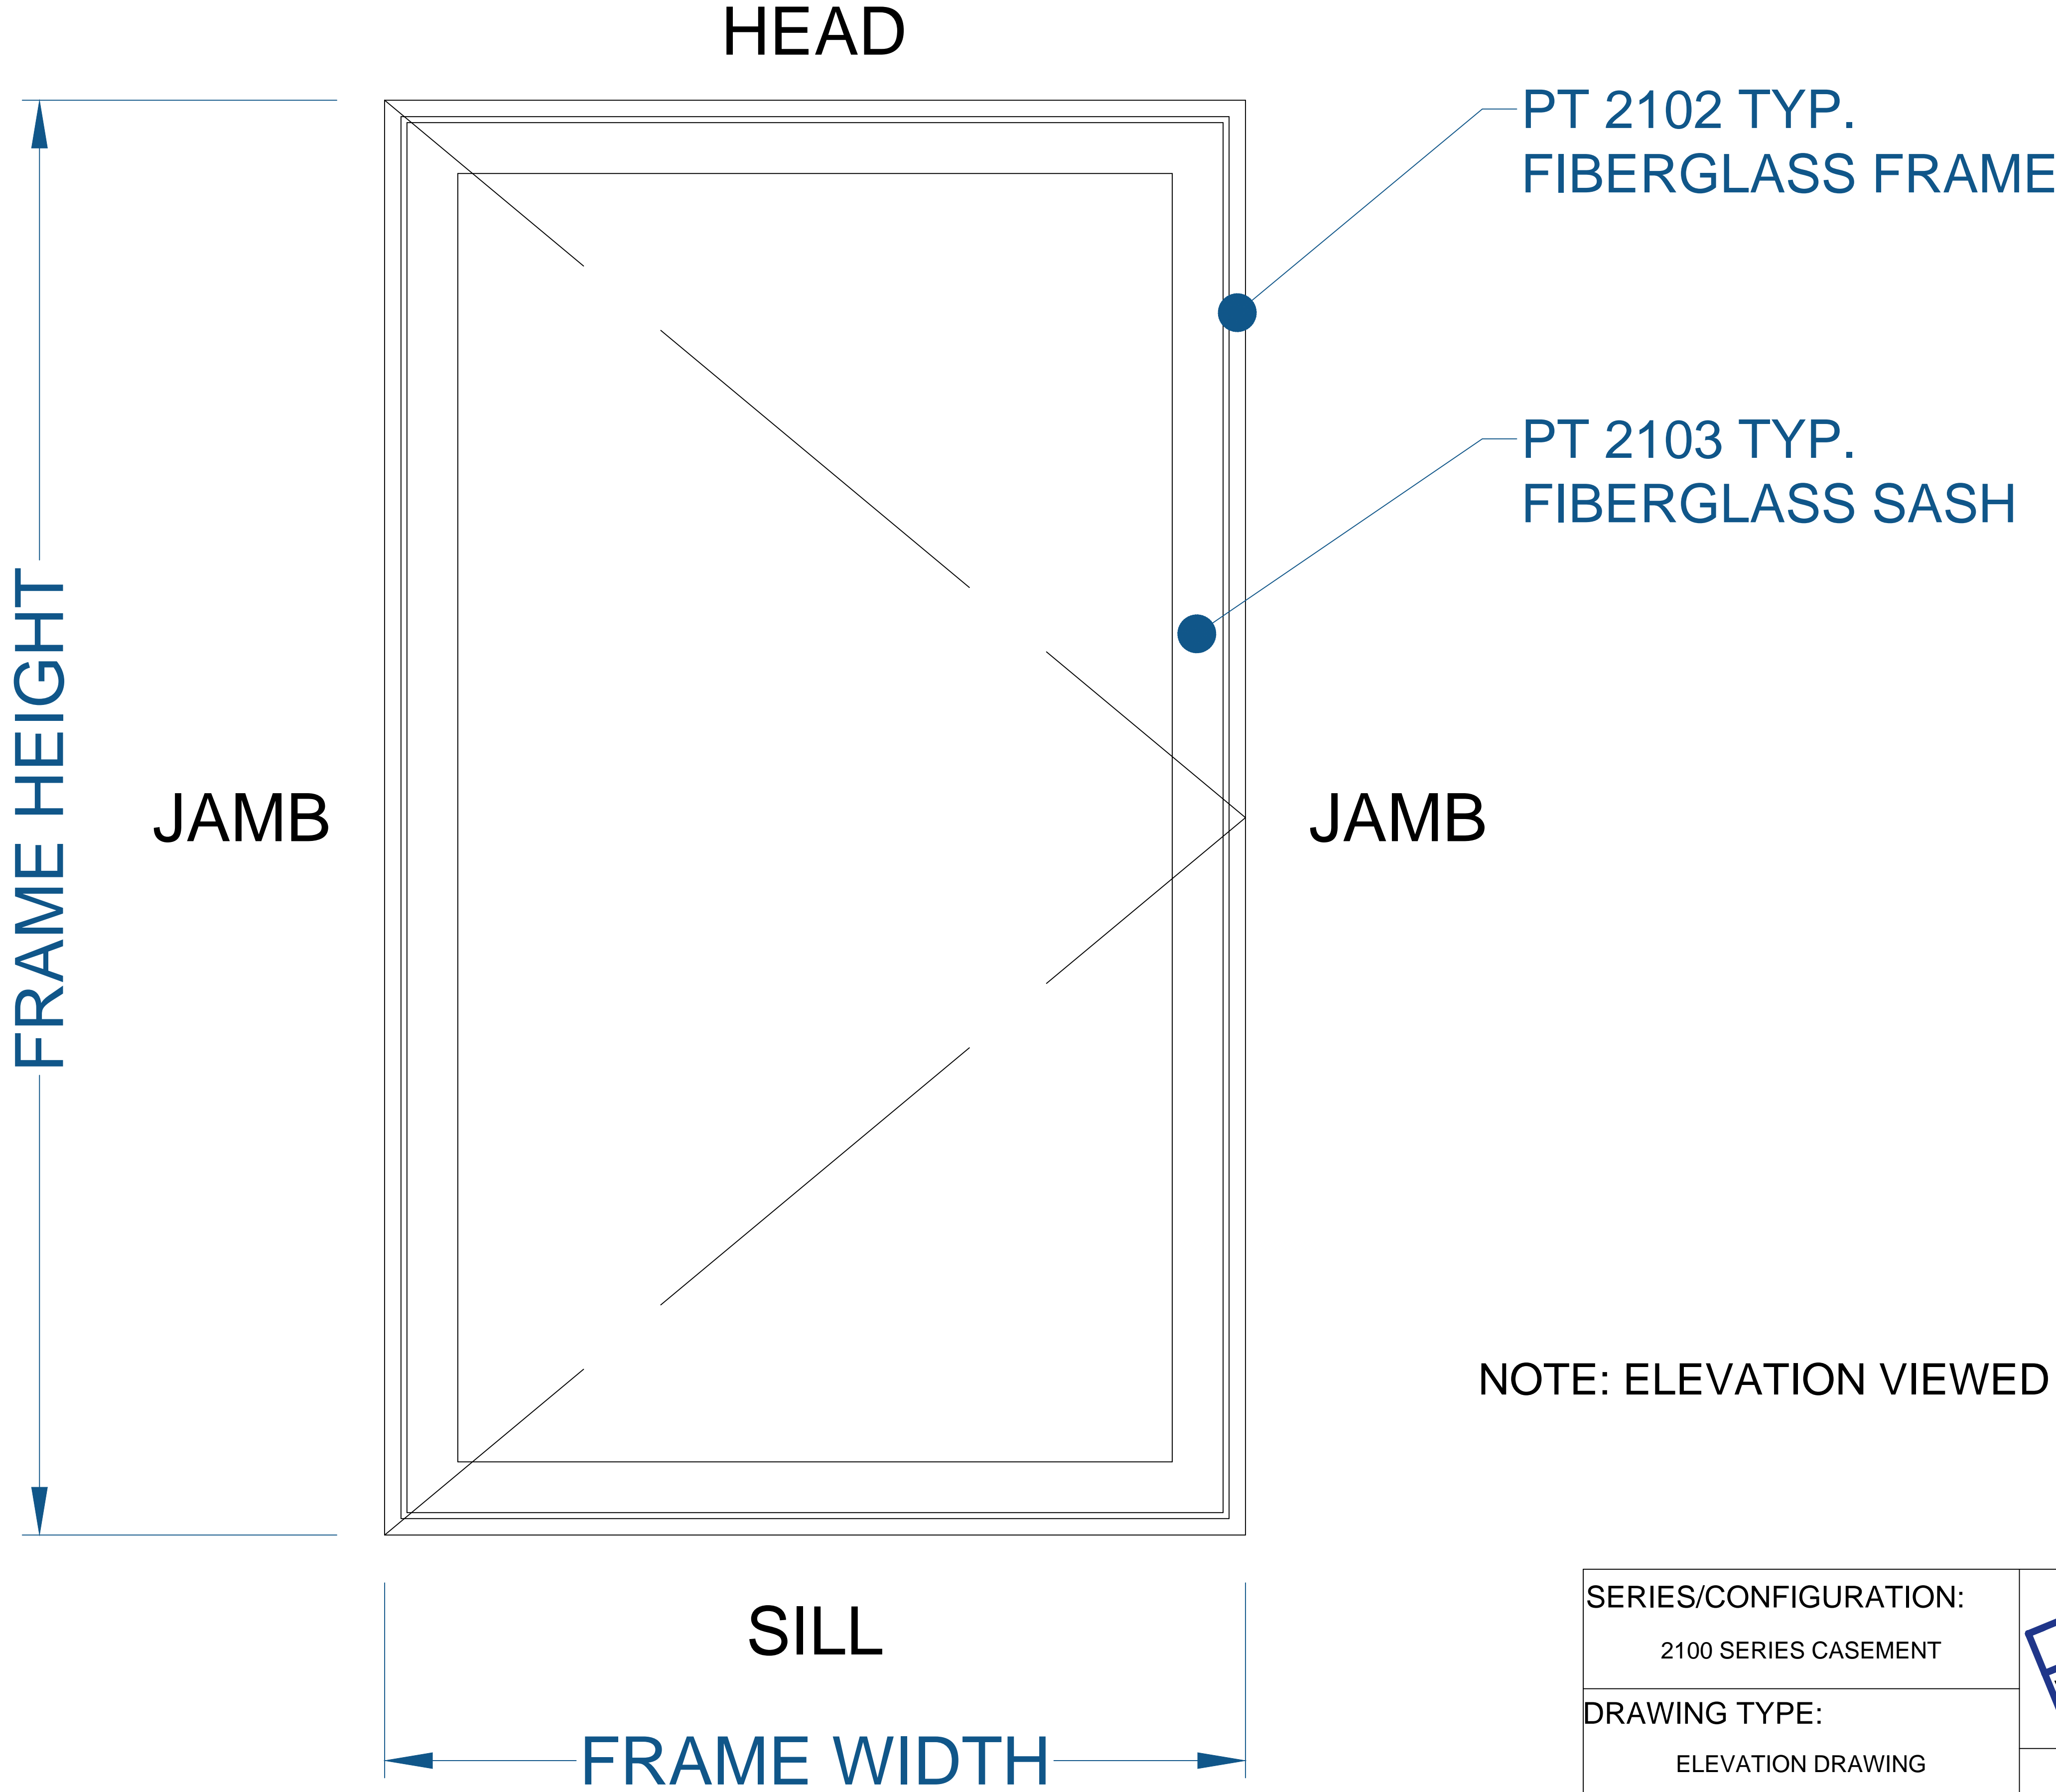 HEAD
PT 2102 TYP.
FIBERGLASS FRAME
PT 2103 TYP.
FIBERGLASS SASH
FRAME HEIGHT
JAMB
JAMB
NOTE: ELEVATION VIEWED
SERIES/CONFIGURATION:
2100 SERIES CASEMENT
SILL
DRAWING TYPE:
ELEVATION DRAWING
FRAME WIDTH